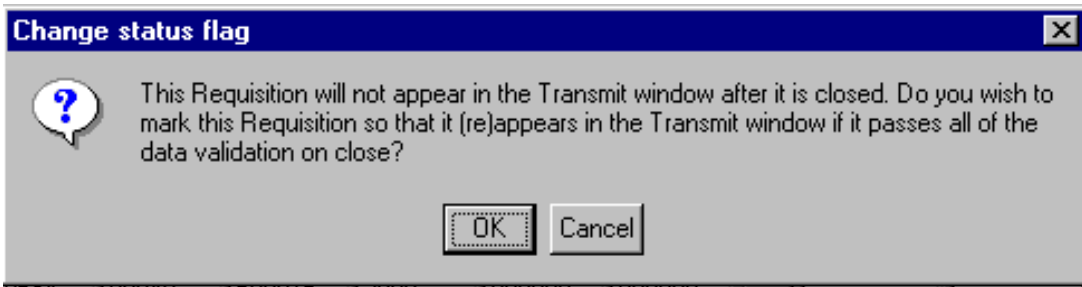 Change status flag
This Requisition will not appear in the Transmit window after it is closed. Do you wish to
mark this Requisition so that it (re)appears in the Transmit window if it passes all of the
data validation on close?
OK Cancel